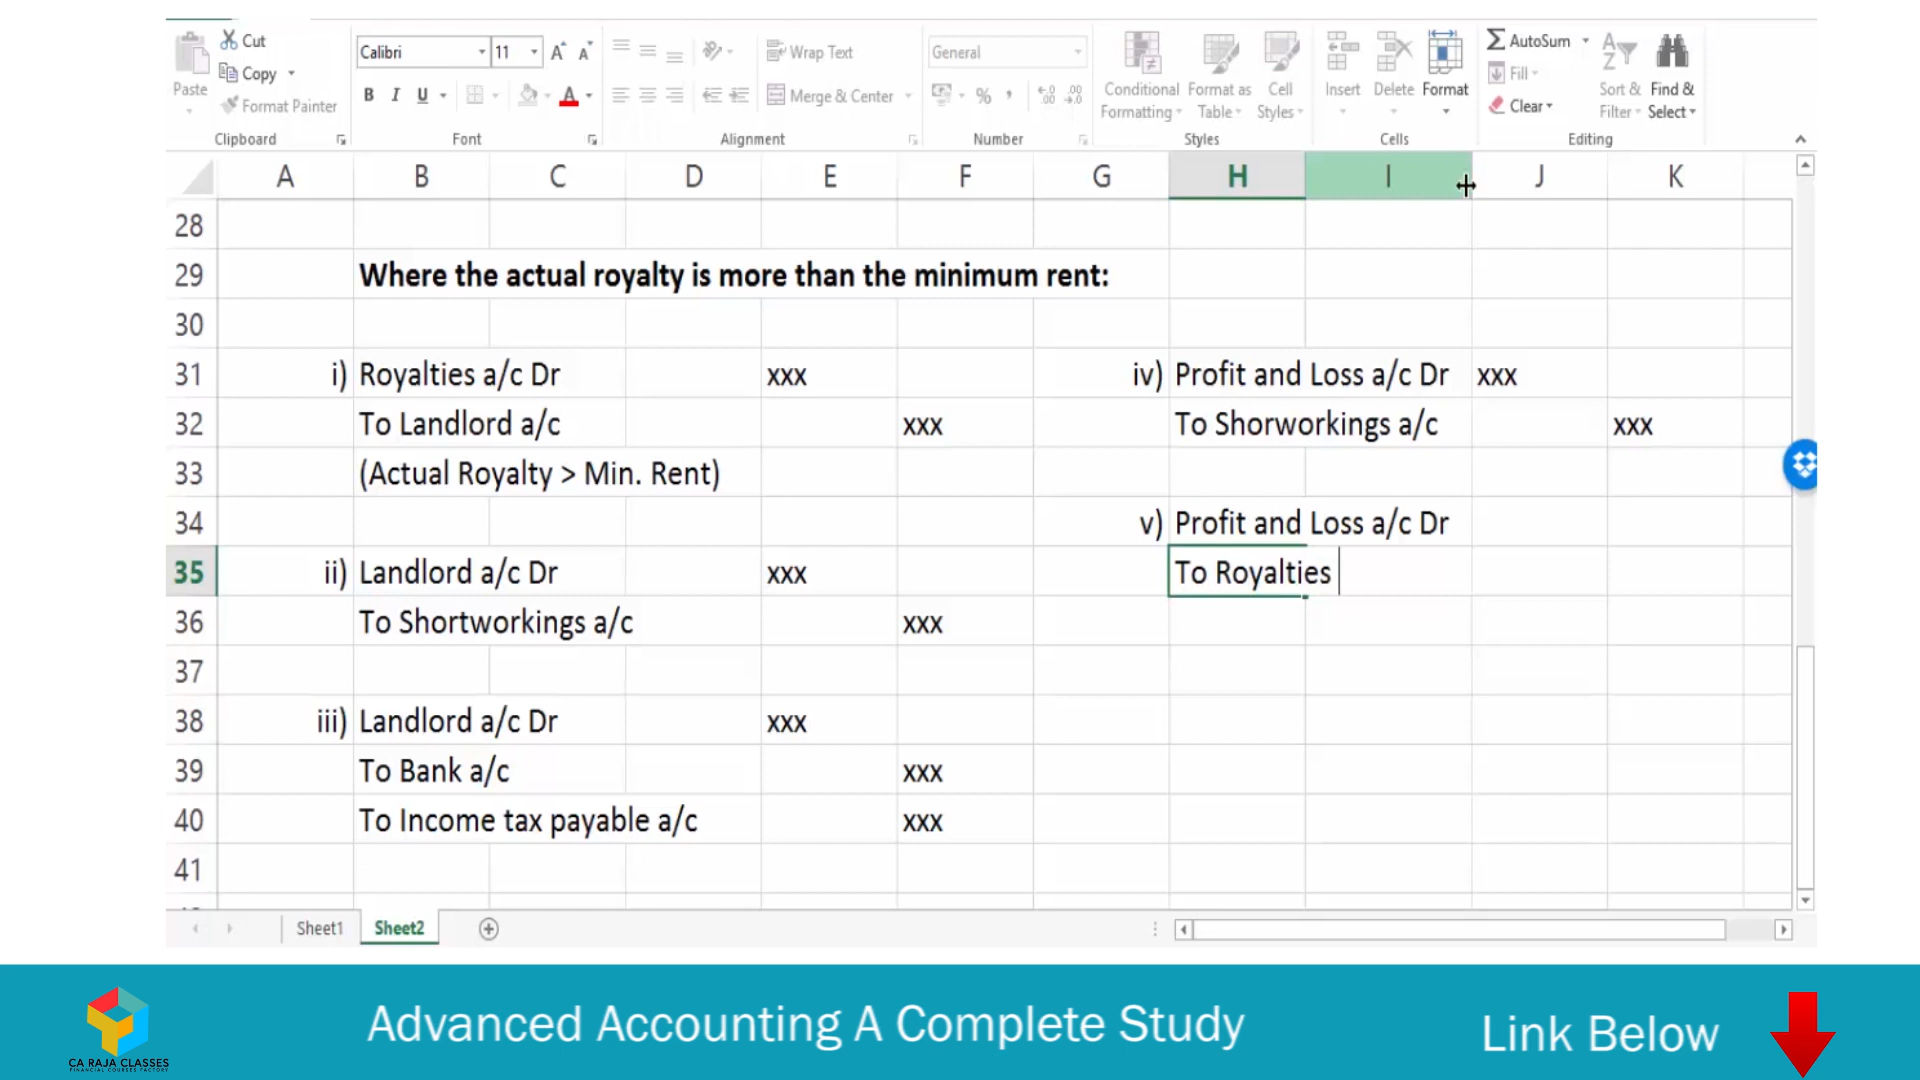 Paste
Cut
Copy
Format Painter
Clipboard
Calibri 11
B I U A
Font
Wrap Text
Merge & Center
Alignment
General
%
Number
Conditional Formatting
Format as Table
Cell Styles
Styles
Insert Delete Format
Cells
AutoSum
Fill
Clear
Sort & Filter
Find & Select
Editing
A B C D E F G H I J K
28
29 Where the actual royalty is more than the minimum rent:
30
31 i) Royalties a/c Dr xxx iv) Profit and Loss a/c Dr xxx
32 To Landlord a/c xxx To Shorworkings a/c xxx
33 (Actual Royalty > Min. Rent)
34 v) Profit and Loss a/c Dr
35 ii) Landlord a/c Dr xxx To Royalties
36 To Shortworkings a/c xxx
37
38 iii) Landlord a/c Dr xxx
39 To Bank a/c xxx
40 To Income tax payable a/c xxx
41
Sheet1 Sheet2
CA RAJA CLASSES
FINANCIAL COURSES FACTORY
Advanced Accounting A Complete Study
Link Below